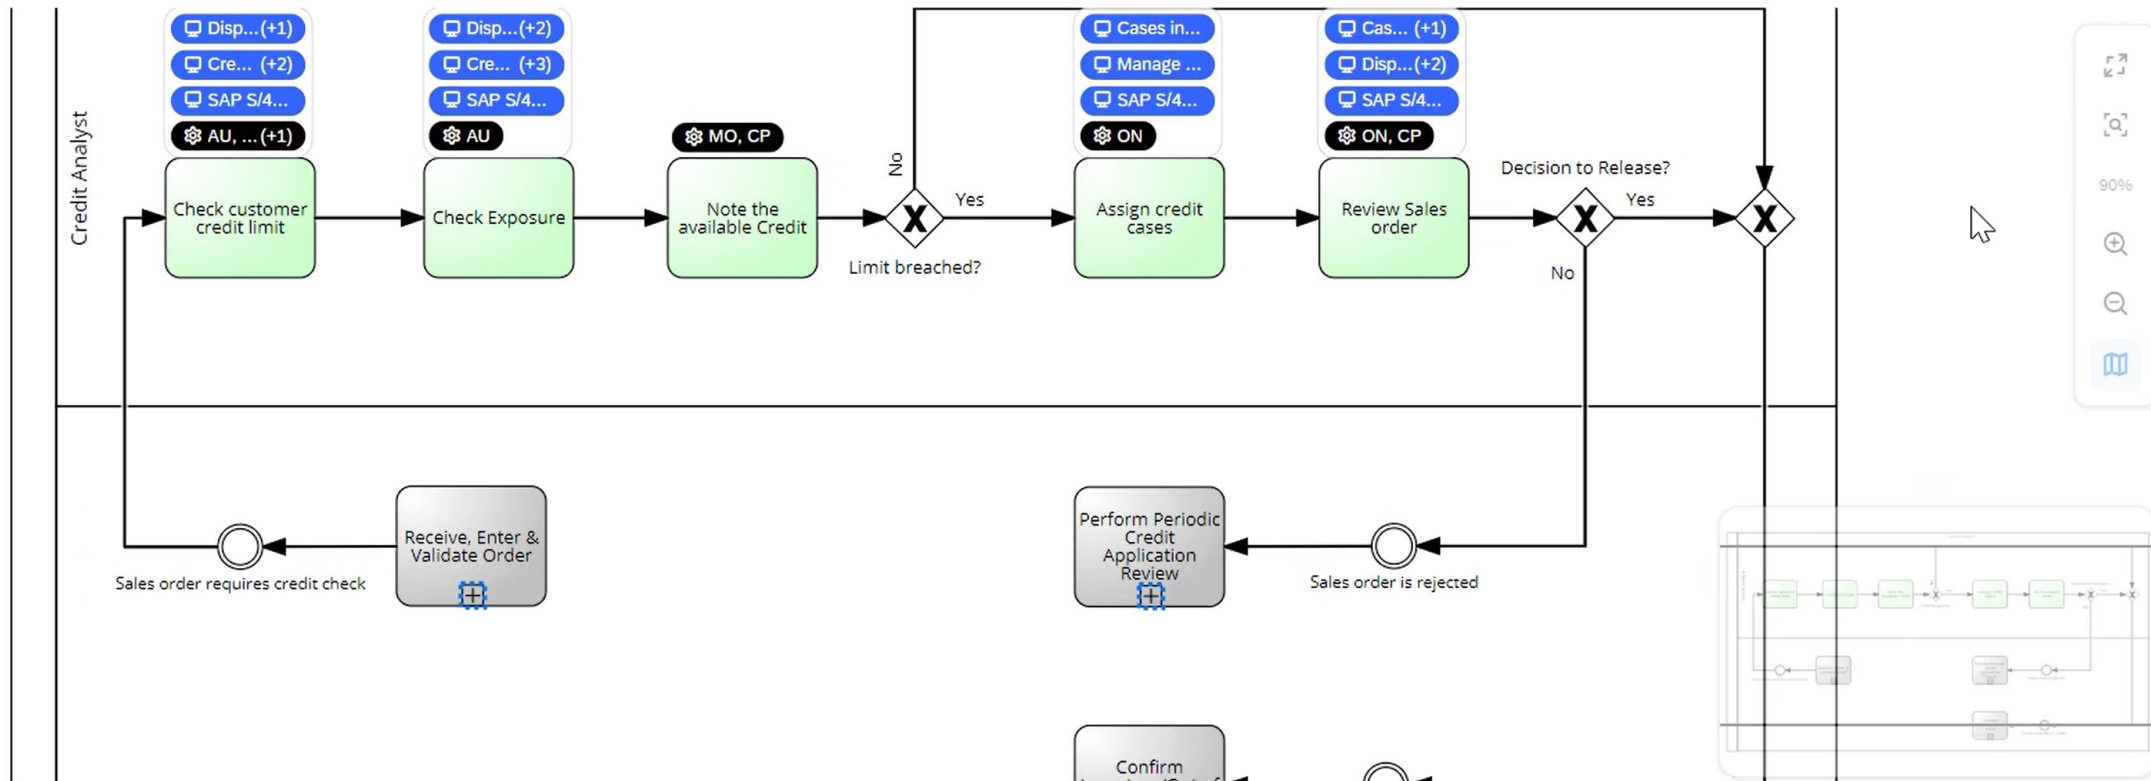 Disp...(+1)
Cre... (+2)
SAP S/4...
AU, ...(+1)
Disp...(+2)
Cre... (+3)
SAP S/4...
AU
MO, CP
Cases in...
Manage ...
SAP S/4...
ON
Cas... (+1)
Disp...(+2)
SAP S/4...
ON, CP
Credit Analyst
Check customer
credit limit
Check Exposure
Note the
available Credit
No
Yes
Limit breached?
Assign credit
cases
Review Sales
order
Decision to Release?
Yes
No
90%
Receive, Enter &
Validate Order
Sales order requires credit check
Perform Periodic
Credit
Application
Review
Sales order is rejected
Confirm